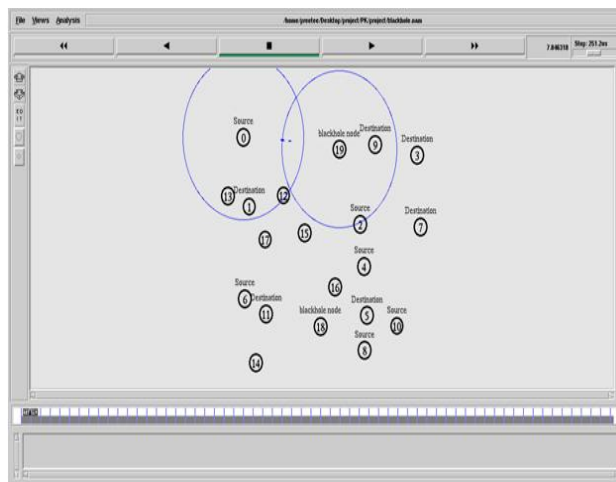 File Views Analysis
/home/preetee/Desktop/project/PK/project/blackhole.nam
7.846318 Step: 251.2ms
Source
0
blackhole node
19
Destination
9
Destination
3
13
Destination
1
12
Source
2
Destination
7
17
15
Source
4
Source
6
16
Destination
11
blackhole node
18
Destination
5
Source
10
Source
8
14